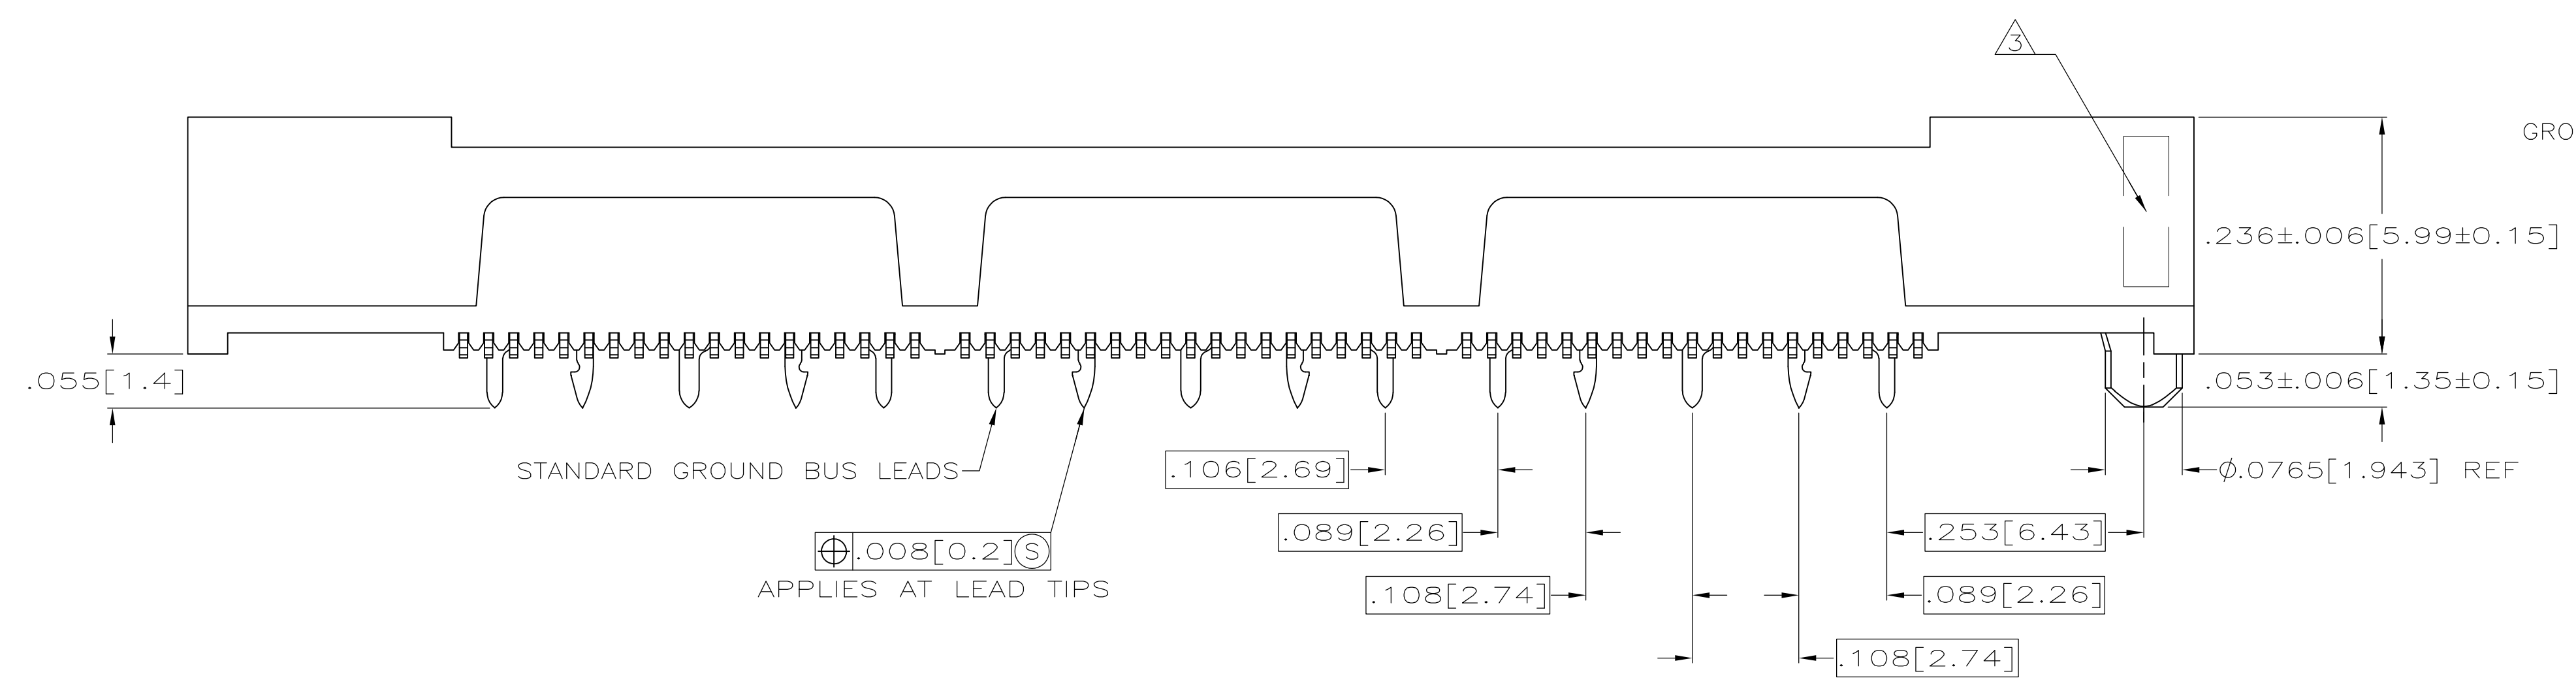 3
GRO
.236±.006[5.99±0.15]
.055[1.4]
.053±.006[1.35±0.15]
STANDARD GROUND BUS LEADS
.106[2.69]
⌀.0765[1.943] REF
.089[2.26]
.253[6.43]
⌖ .008[0.2]Ⓢ
APPLIES AT LEAD TIPS
.108[2.74]
.089[2.26]
.108[2.74]